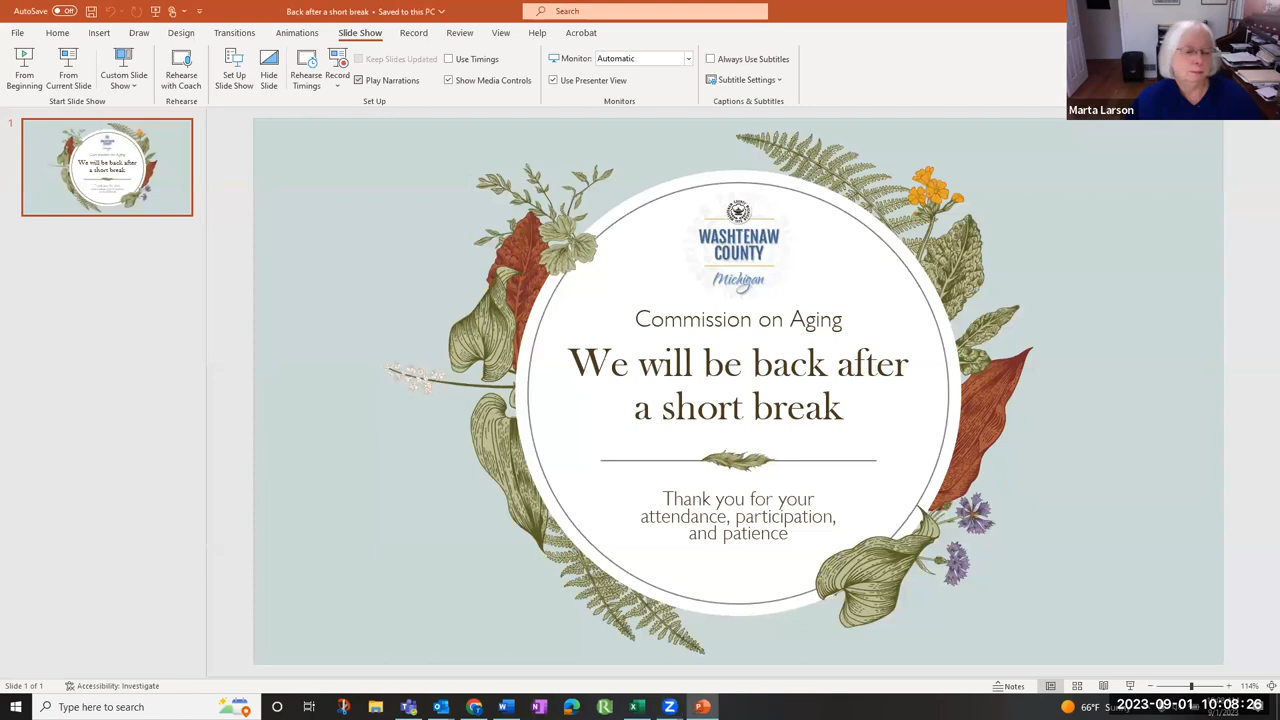 AutoSave Off
Back after a short break • Saved to this PC
Search
File Home Insert Draw Design Transitions Animations Slide Show Record Review View Help Acrobat
From Beginning
From Current Slide
Custom Slide Show
Start Slide Show
Rehearse with Coach
Rehearse
Set Up Slide Show
Hide Slide
Rehearse Timings
Record
Keep Slides Updated
Play Narrations
Use Timings
Show Media Controls
Set Up
Monitor: Automatic
Use Presenter View
Monitors
Always Use Subtitles
Subtitle Settings
Captions & Subtitles
Marta Larson
1
WASHTENAW
COUNTY
Michigan
Commission on Aging
We will be back after
a short break
Thank you for your
attendance, participation,
and patience
Slide 1 of 1
Accessibility: Investigate
Notes
114%
Type here to search
66°F
2023-09-01 10:08:26